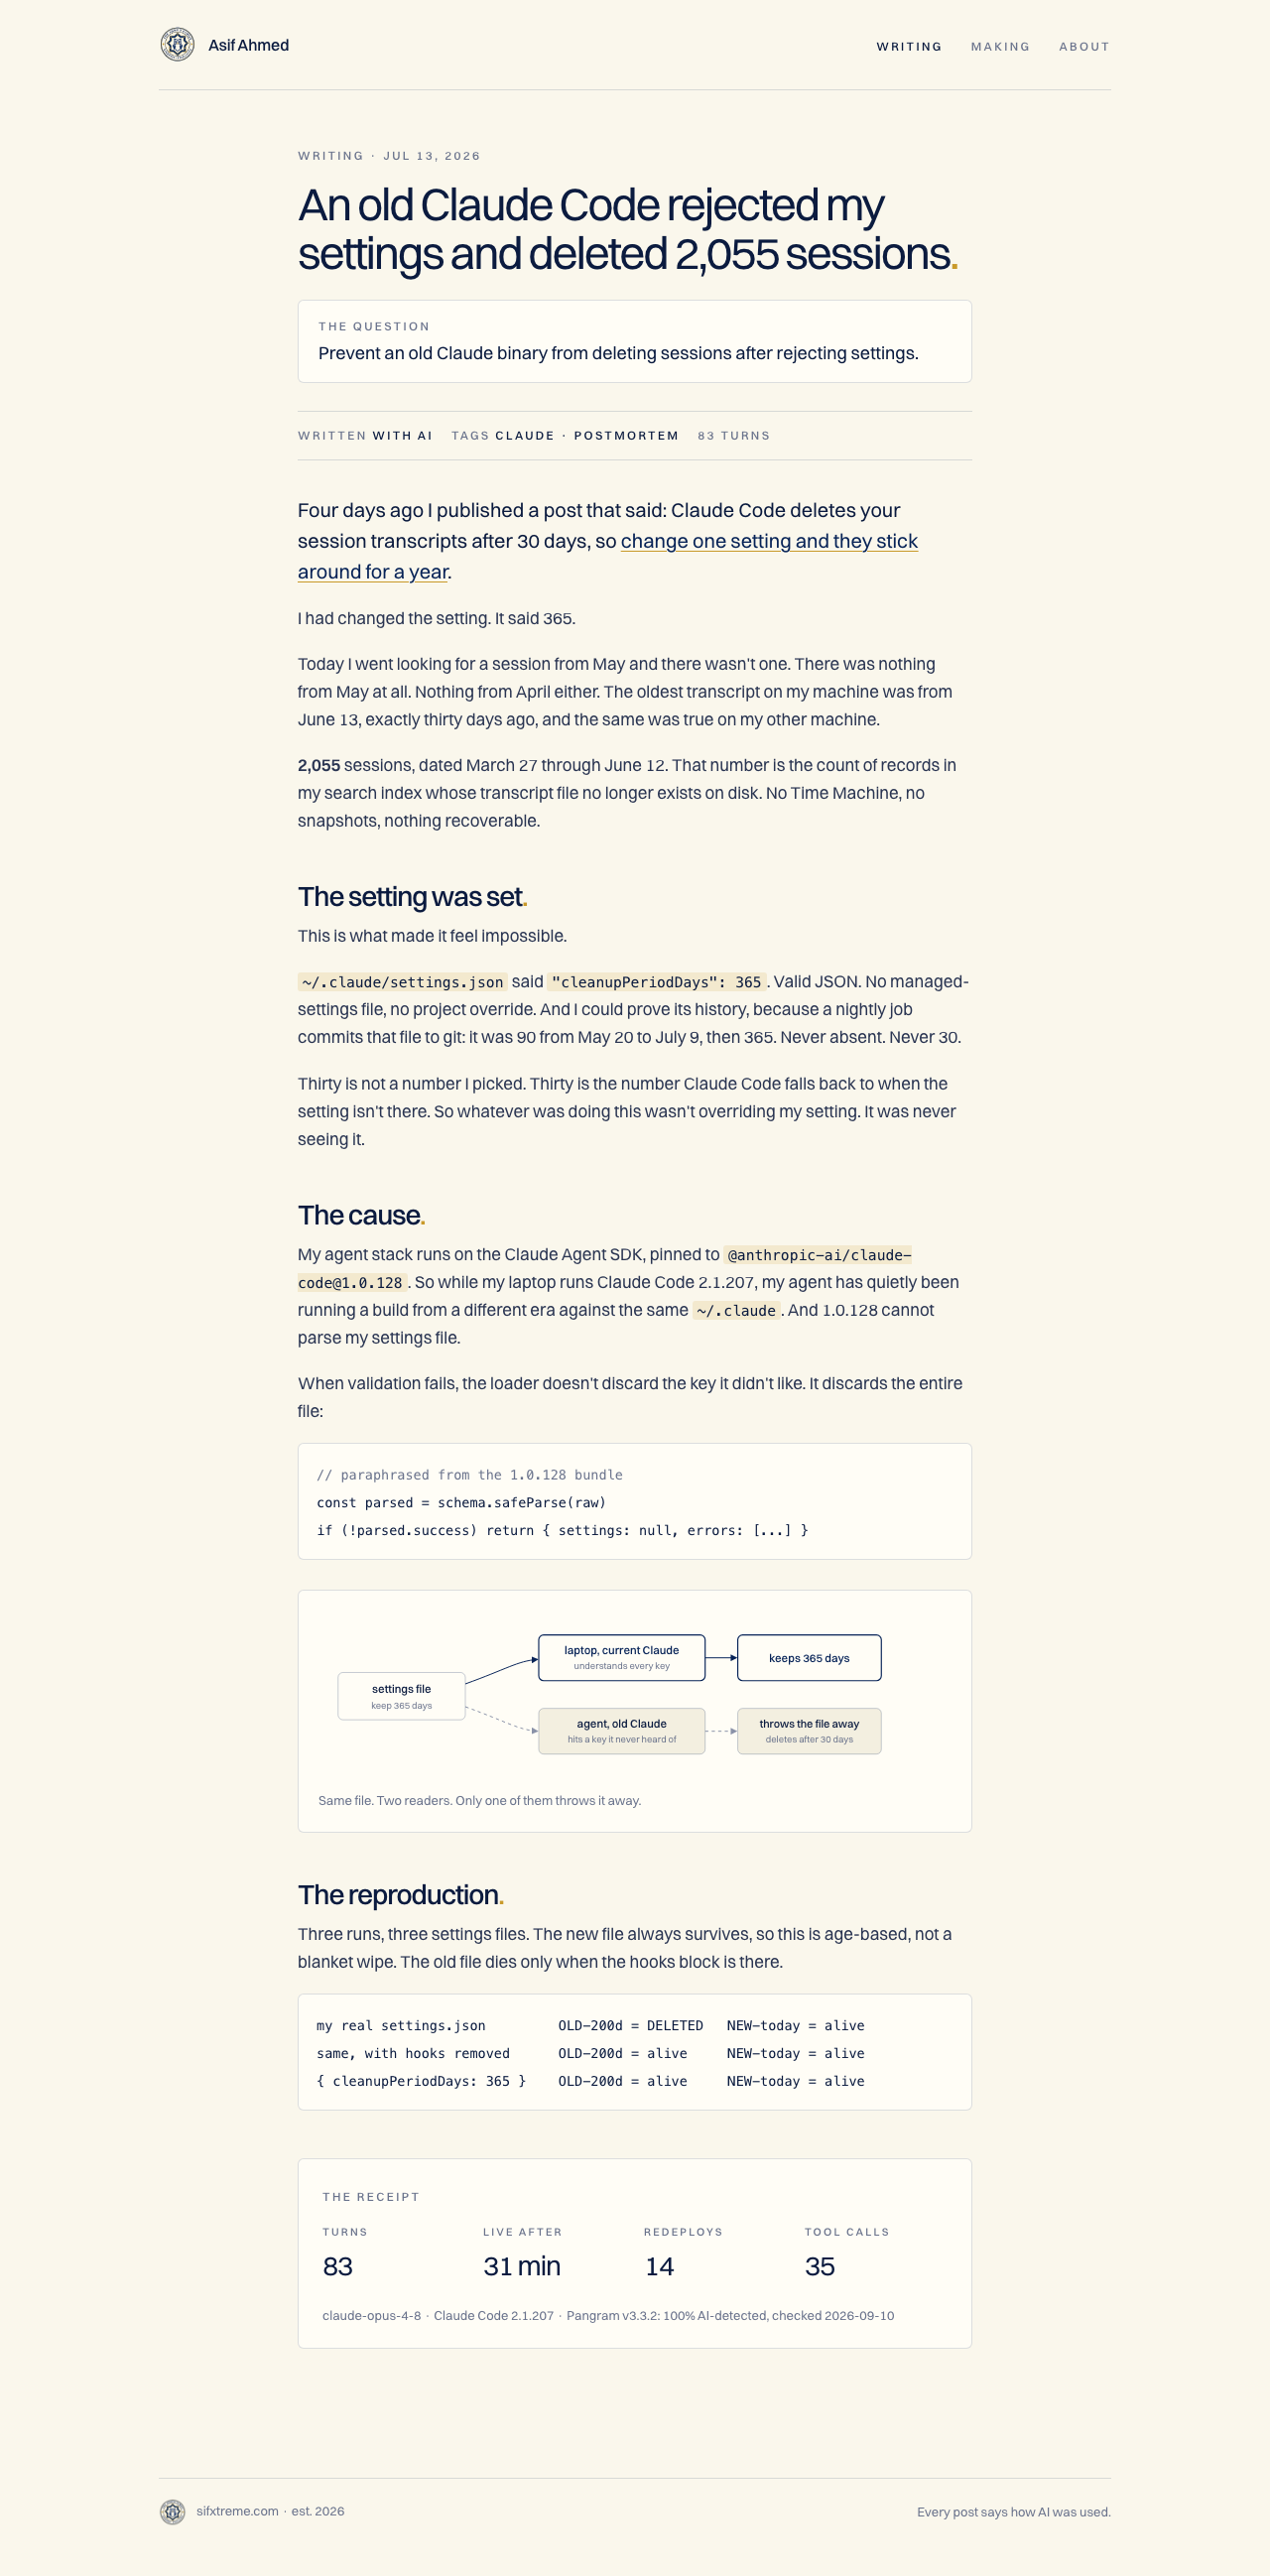 Asif Ahmed
WRITING MAKING ABOUT
WRITING · JUL 13, 2026
An old Claude Code rejected my
settings and deleted 2,055 sessions.
THE QUESTION
Prevent an old Claude binary from deleting sessions after rejecting settings.
WRITTEN WITH AI TAGS CLAUDE · POSTMORTEM 83 TURNS
Four days ago I published a post that said: Claude Code deletes your
session transcripts after 30 days, so change one setting and they stick
around for a year.
I had changed the setting. It said 365.
Today I went looking for a session from May and there wasn't one. There was nothing
from May at all. Nothing from April either. The oldest transcript on my machine was from
June 13, exactly thirty days ago, and the same was true on my other machine.
2,055 sessions, dated March 27 through June 12. That number is the count of records in
my search index whose transcript file no longer exists on disk. No Time Machine, no
snapshots, nothing recoverable.
The setting was set.
This is what made it feel impossible.
~/.claude/settings.json said "cleanupPeriodDays": 365. Valid JSON. No managed-
settings file, no project override. And I could prove its history, because a nightly job
commits that file to git: it was 90 from May 20 to July 9, then 365. Never absent. Never 30.
Thirty is not a number I picked. Thirty is the number Claude Code falls back to when the
setting isn't there. So whatever was doing this wasn't overriding my setting. It was never
seeing it.
The cause.
My agent stack runs on the Claude Agent SDK, pinned to @anthropic-ai/claude-
code@1.0.128. So while my laptop runs Claude Code 2.1.207, my agent has quietly been
running a build from a different era against the same ~/.claude. And 1.0.128 cannot
parse my settings file.
When validation fails, the loader doesn't discard the key it didn't like. It discards the entire
file:
// paraphrased from the 1.0.128 bundle
const parsed = schema.safeParse(raw)
if (!parsed.success) return { settings: null, errors: [...] }
settings file
keep 365 days
laptop, current Claude
understands every key
keeps 365 days
agent, old Claude
hits a key it never heard of
throws the file away
deletes after 30 days
Same file. Two readers. Only one of them throws it away.
The reproduction.
Three runs, three settings files. The new file always survives, so this is age-based, not a
blanket wipe. The old file dies only when the hooks block is there.
my real settings.json OLD-200d = DELETED NEW-today = alive
same, with hooks removed OLD-200d = alive NEW-today = alive
{ cleanupPeriodDays: 365 } OLD-200d = alive NEW-today = alive
THE RECEIPT
TURNS LIVE AFTER REDEPLOYS TOOL CALLS
83 31 min 14 35
claude-opus-4-8 · Claude Code 2.1.207 · Pangram v3.3.2: 100% AI-detected, checked 2026-09-10
sifxtreme.com · est. 2026
Every post says how AI was used.